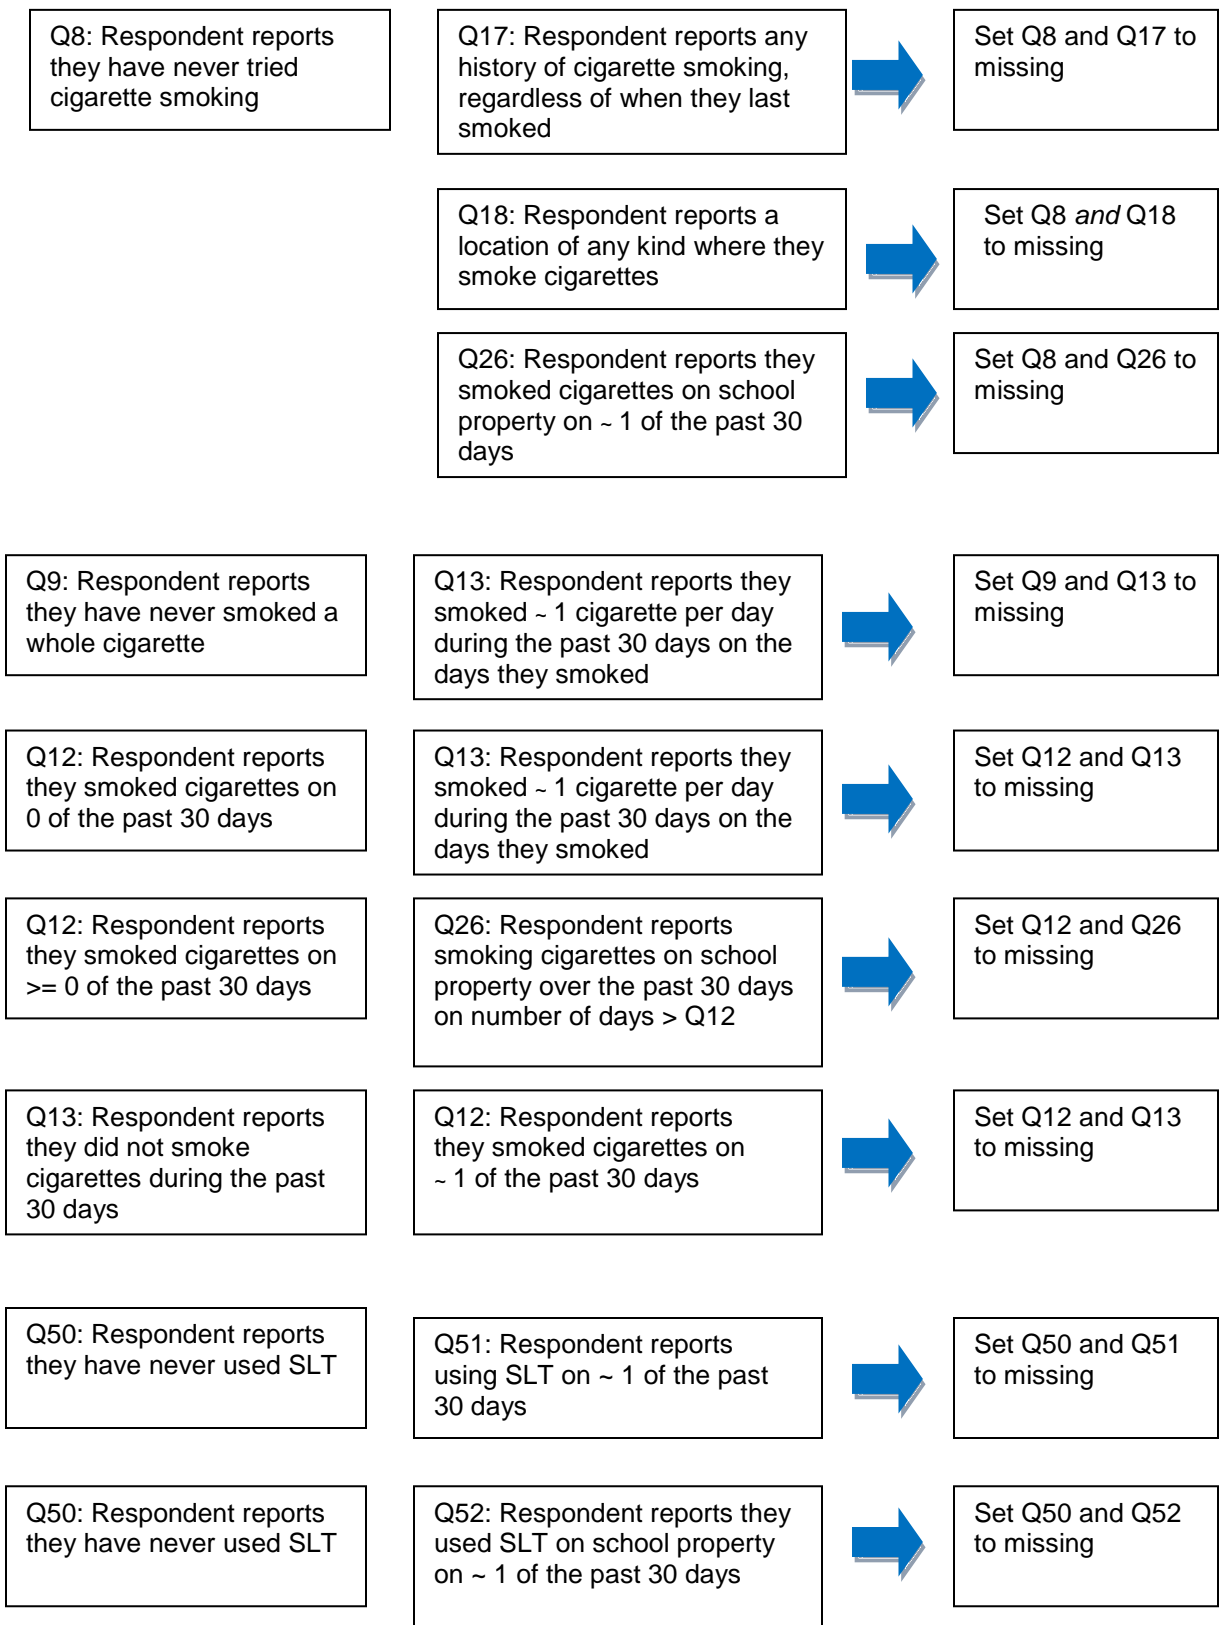 Q8: Respondent reports
they have never tried
cigarette smoking
Q17: Respondent reports any
history of cigarette smoking,
regardless of when they last
smoked
Set Q8 and Q17 to
missing
Q18: Respondent reports a
location of any kind where they
smoke cigarettes
Set Q8 and Q18
to missing
Q26: Respondent reports they
smoked cigarettes on school
property on ~ 1 of the past 30
days
Set Q8 and Q26 to
missing
Q9: Respondent reports
they have never smoked a
whole cigarette
Q13: Respondent reports they
smoked ~ 1 cigarette per day
during the past 30 days on the
days they smoked
Set Q9 and Q13 to
missing
Q12: Respondent reports
they smoked cigarettes on
0 of the past 30 days
Q13: Respondent reports they
smoked ~ 1 cigarette per day
during the past 30 days on the
days they smoked
Set Q12 and Q13
to missing
Q12: Respondent reports
they smoked cigarettes on
>= 0 of the past 30 days
Q26: Respondent reports
smoking cigarettes on school
property over the past 30 days
on number of days > Q12
Set Q12 and Q26
to missing
Q13: Respondent reports
they did not smoke
cigarettes during the past
30 days
Q12: Respondent reports
they smoked cigarettes on
~ 1 of the past 30 days
Set Q12 and Q13
to missing
Q50: Respondent reports
they have never used SLT
Q51: Respondent reports
using SLT on ~ 1 of the past
30 days
Set Q50 and Q51
to missing
Q50: Respondent reports
they have never used SLT
Q52: Respondent reports they
used SLT on school property
on ~ 1 of the past 30 days
Set Q50 and Q52
to missing